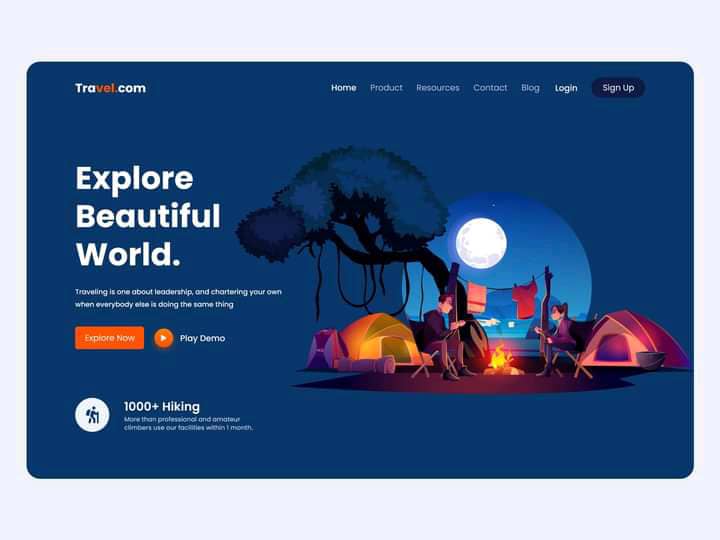 Travel.com
Home Product Resources Contact Blog Login Sign Up
Explore
Beautiful
World.
Traveling is one about leadership, and chartering your own
when everybody else is doing the same thing
Explore Now Play Demo
1000+ Hiking
More than professional and amateur
climbers use our facilities within 1 month.